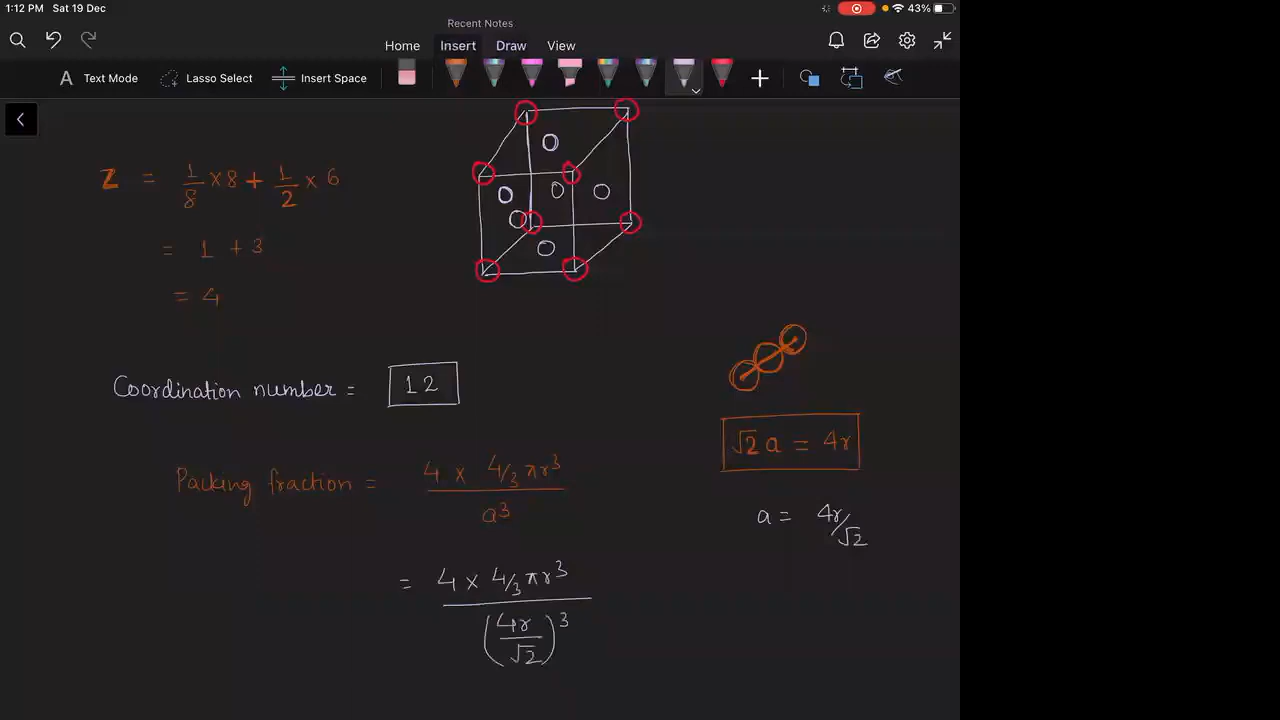 1:12 PM Sat 19 Dec
43%
Recent Notes
Home Insert Draw View
Text Mode Lasso Select Insert Space
Z = 1/8 × 8 + 1/2 × 6
= 1 + 3
= 4
Coordination number = 12
√2 a = 4r
Packing fraction = 4 × 4/3 πr³ / a³
a = 4r/√2
= 4 × 4/3 πr³ / (4r/√2)³